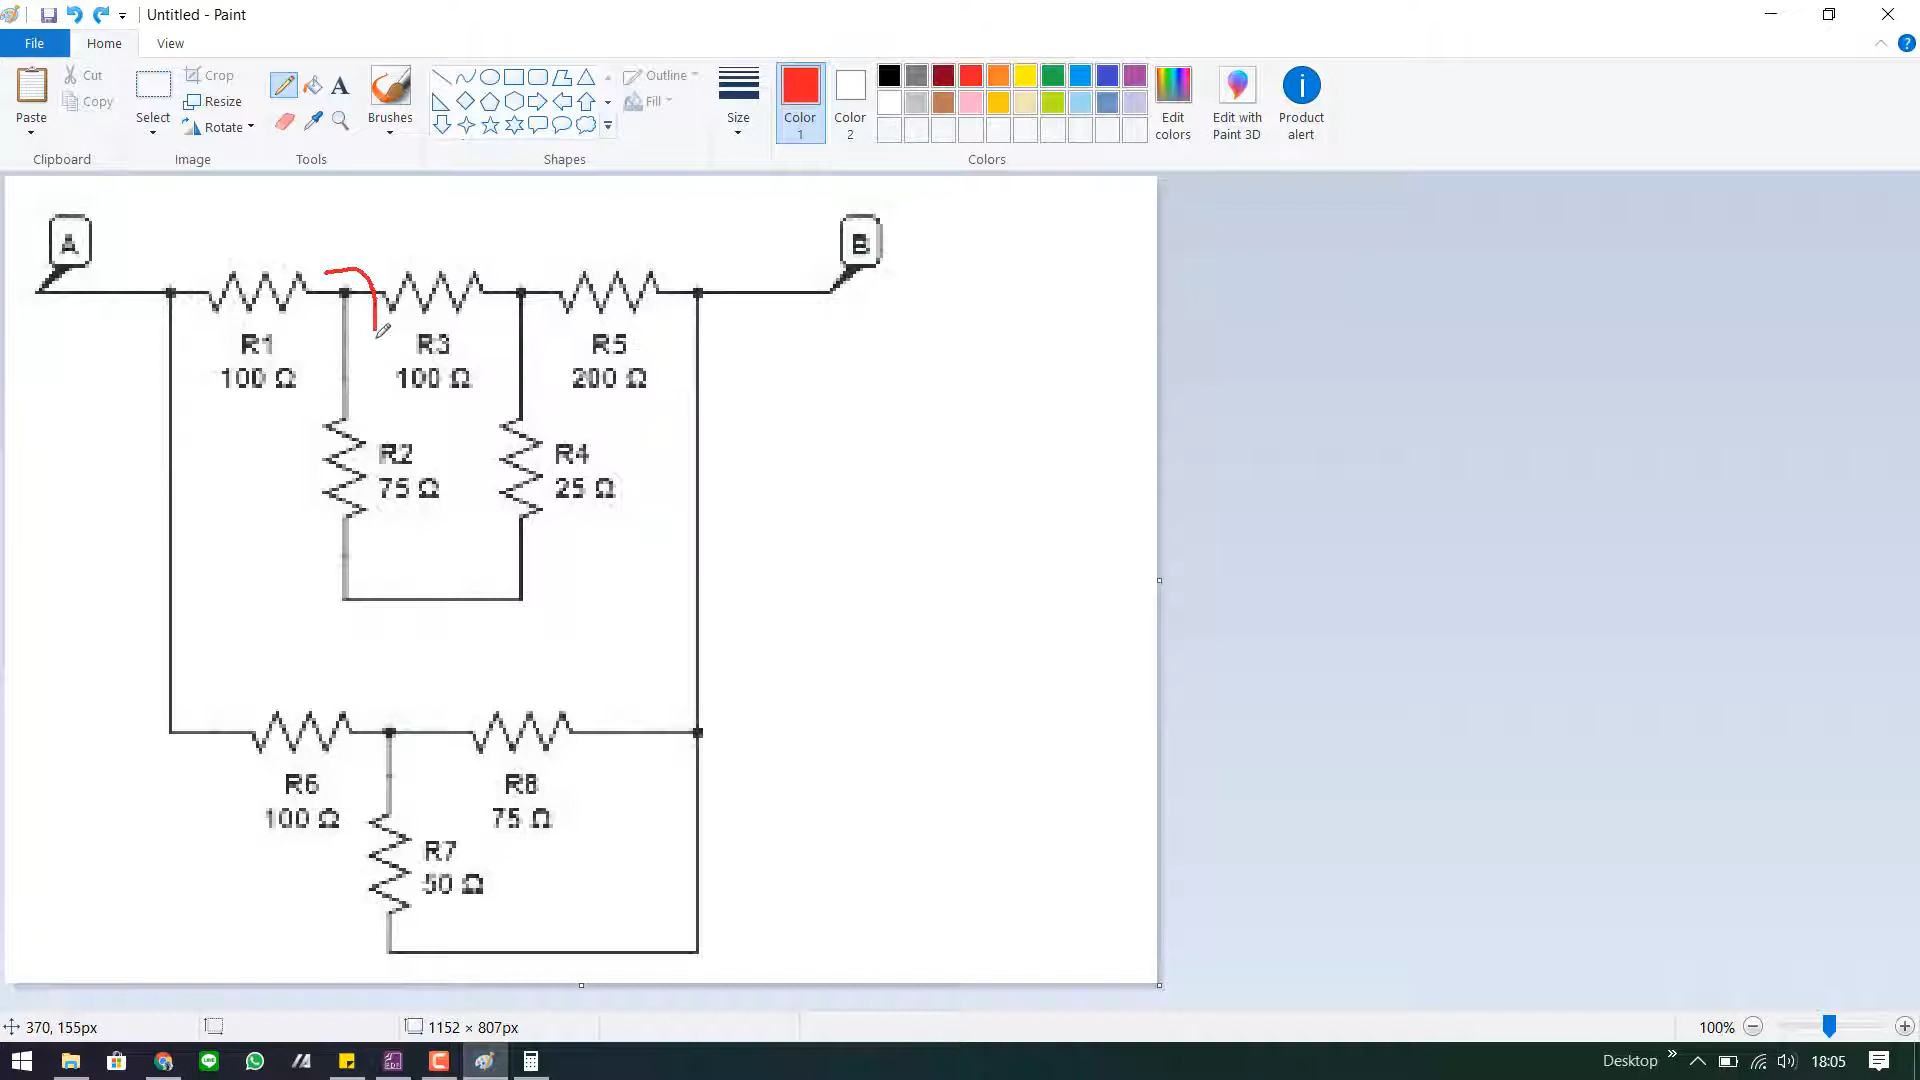 Untitled - Paint
File
Home
View
Paste
Cut
Copy
Clipboard
Select
Crop
Resize
Rotate
Image
A
Tools
Brushes
Shapes
Outline
Fill
Size
Color
1
Color
2
Edit
colors
Edit with
Paint 3D
Product
alert
Colors
A
B
R1
100 Ω
R3
100 Ω
R5
200 Ω
R2
75 Ω
R4
25 Ω
R6
100 Ω
R8
75 Ω
R7
50 Ω
370, 155px
1152 × 807px
100%
Desktop
18:05